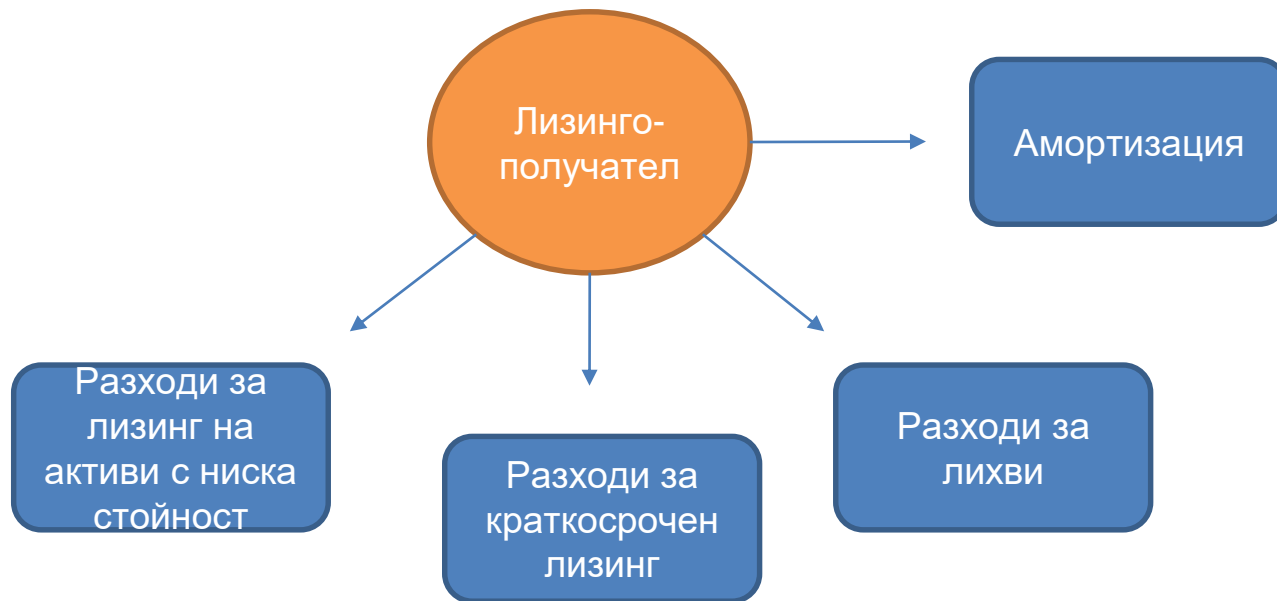 Лизинго-
получател
Амортизация
Разходи за
лизинг на
активи с ниска
стойност
Разходи за
краткосрочен
лизинг
Разходи за
лихви